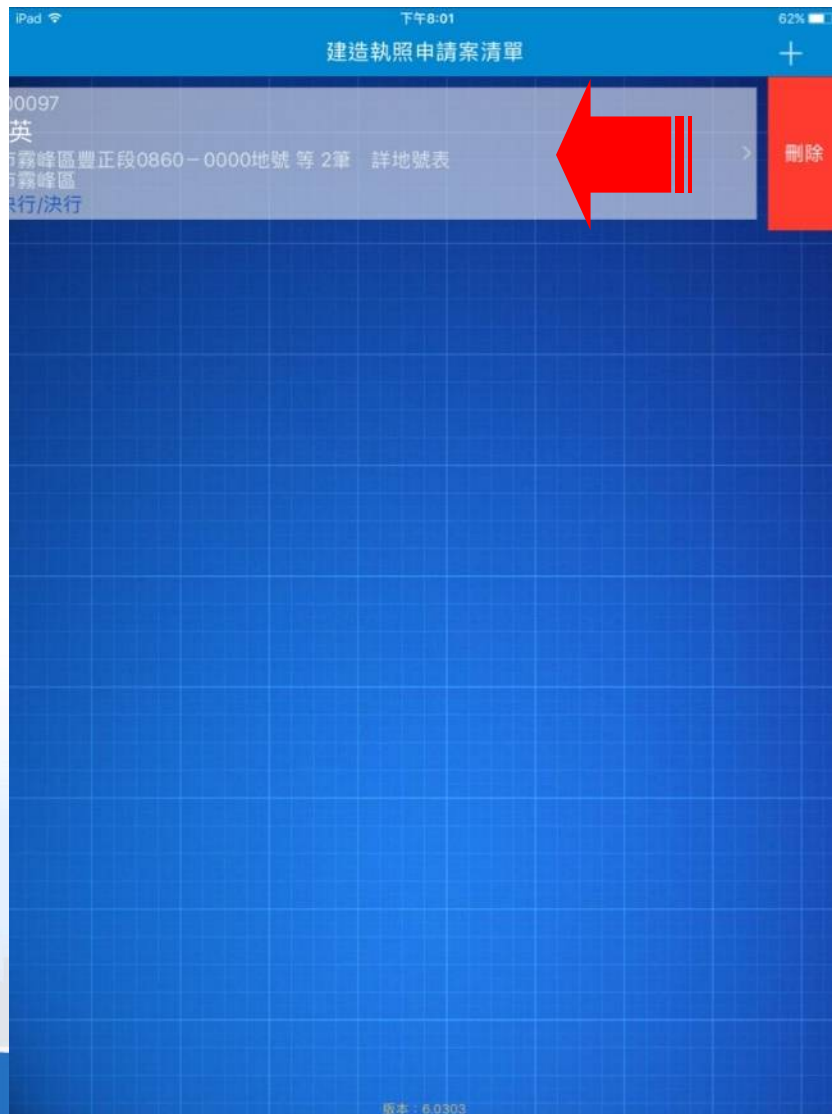 iPad 下午8:01 62%
建造執照申請案清單 +
00097
英
市霧峰區豐正段0860-0000地號 等 2筆 詳地號表
市霧峰區
決行/決行
刪除
版本:6.0303